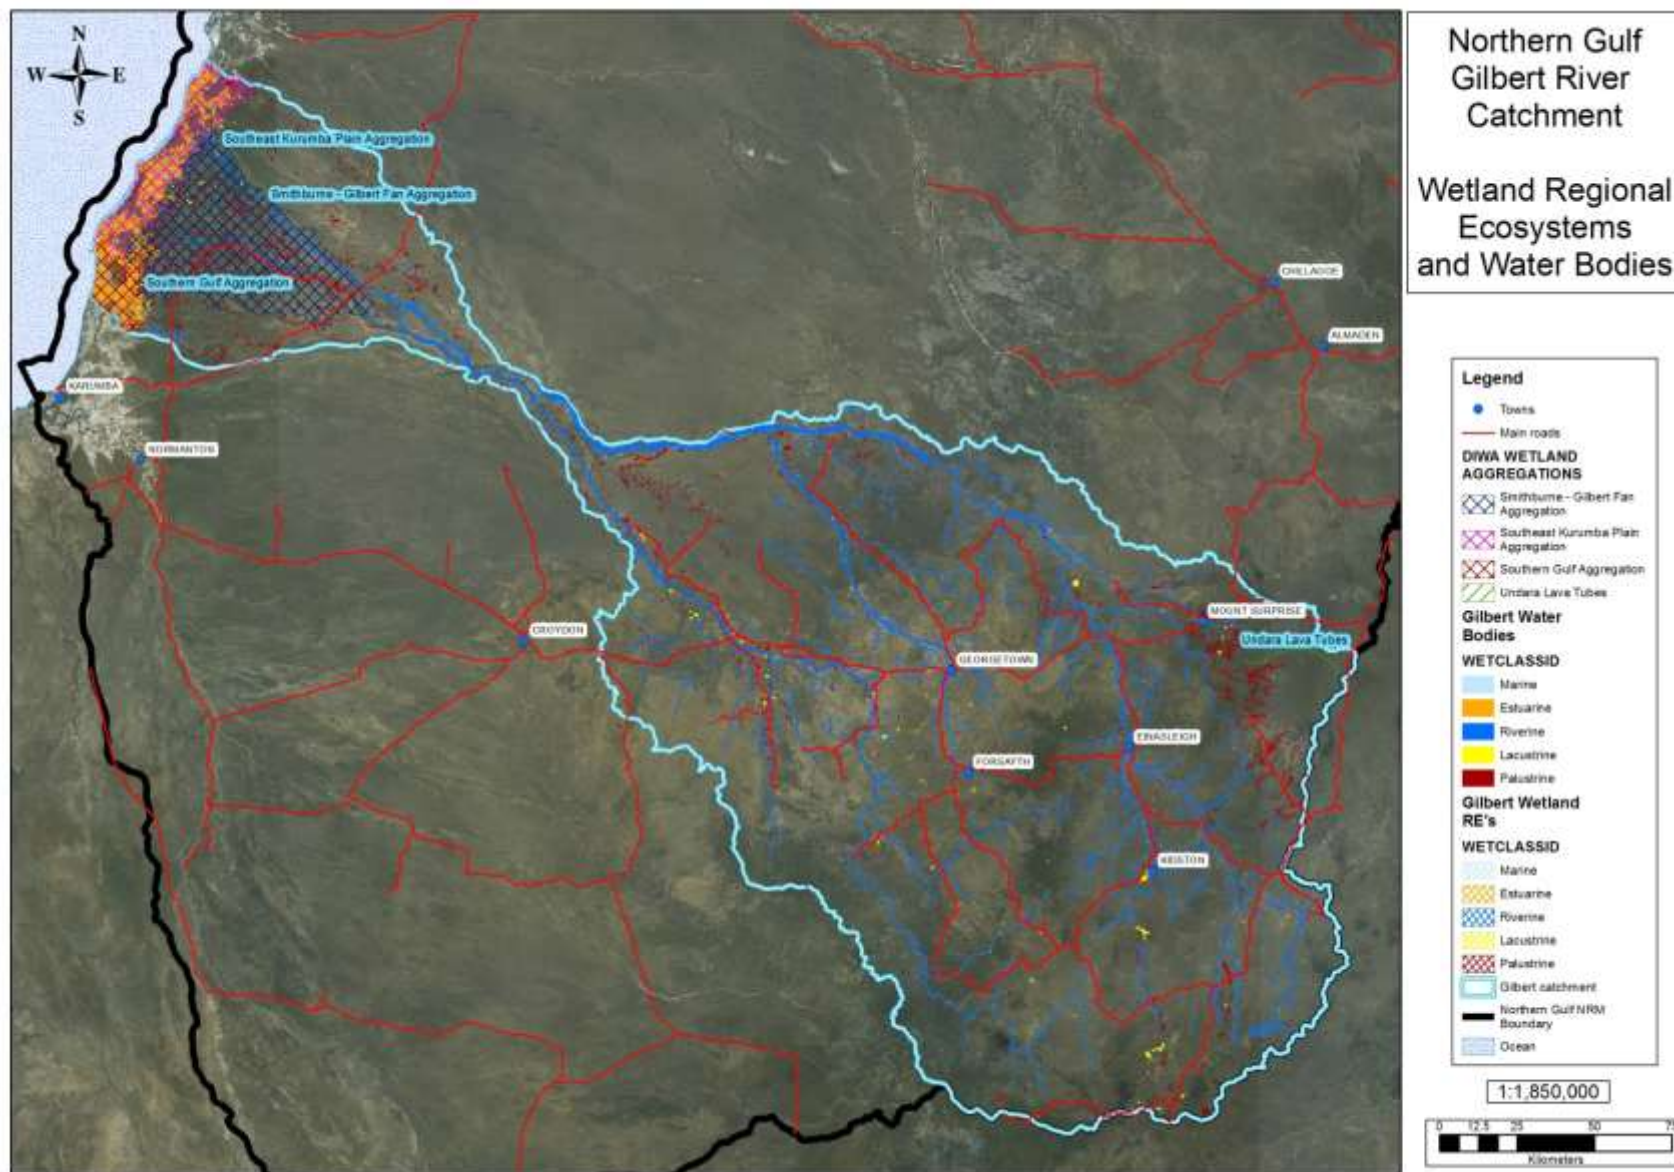 N
W E
S
Southeast Kurumba Plain Aggregation
Smithburne - Gilbert Fan Aggregation
Southern Gulf Aggregation
KARUMBA
NORMANTON
CROYDON
CHILLAGOE
ALMADEN
MOUNT SURPRISE
Undara Lava Tubes
GEORGETOWN
EINASLEIGH
FORSAYTH
KIDSTON
Northern Gulf
Gilbert River
Catchment
Wetland Regional
Ecosystems
and Water Bodies
Legend
Towns
Main roads
DIWA WETLAND
AGGREGATIONS
Smithburne - Gilbert Fan
Aggregation
Southeast Kurumba Plain
Aggregation
Southern Gulf Aggregation
Undara Lava Tubes
Gilbert Water
Bodies
WETCLASSID
Marine
Estuarine
Riverine
Lacustrine
Palustrine
Gilbert Wetland
RE's
WETCLASSID
Marine
Estuarine
Riverine
Lacustrine
Palustrine
Gilbert catchment
Northern Gulf NRM
Boundary
Ocean
1:1,850,000
0 12.5 25 50 75
Kilometers